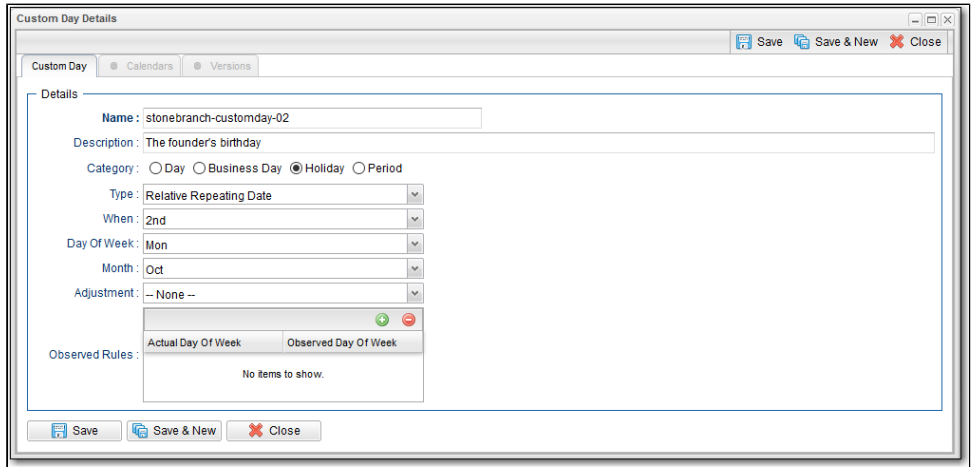 Custom Day Details
Save Save & New Close
Custom Day Calendars Versions
Details
Name : stonebranch-customday-02
Description : The founder's birthday
Category : Day Business Day Holiday Period
Type : Relative Repeating Date
When : 2nd
Day Of Week : Mon
Month : Oct
Adjustment : -- None --
Actual Day Of Week Observed Day Of Week
Observed Rules :
No items to show.
Save Save & New Close